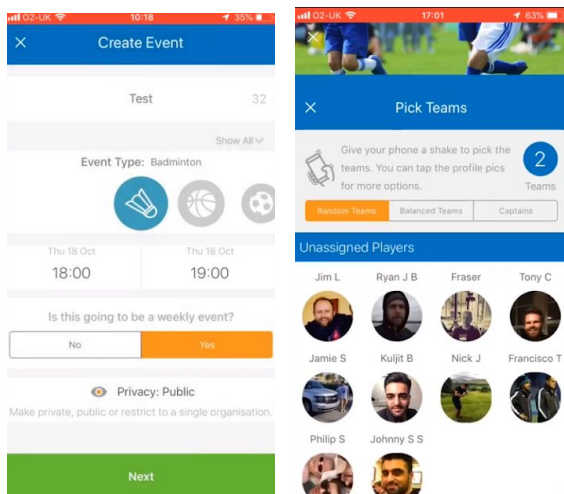 O2-UK 10:18 35%
× Create Event
Test 32
Show All
Event Type: Badminton
Thu 18 Oct Thu 18 Oct
18:00 19:00
Is this going to be a weekly event?
No Yes
Privacy: Public
Make private, public or restrict to a single organisation.
Next
O2-UK 17:01 63%
×
× Pick Teams
Give your phone a shake to pick the
teams. You can tap the profile pics
for more options.
2
Teams
Random Teams Balanced Teams Captains
Unassigned Players
Jim L Ryan J B Fraser Tony C
Jamie S Kuljit B Nick J Francisco T
Philip S Johnny S S